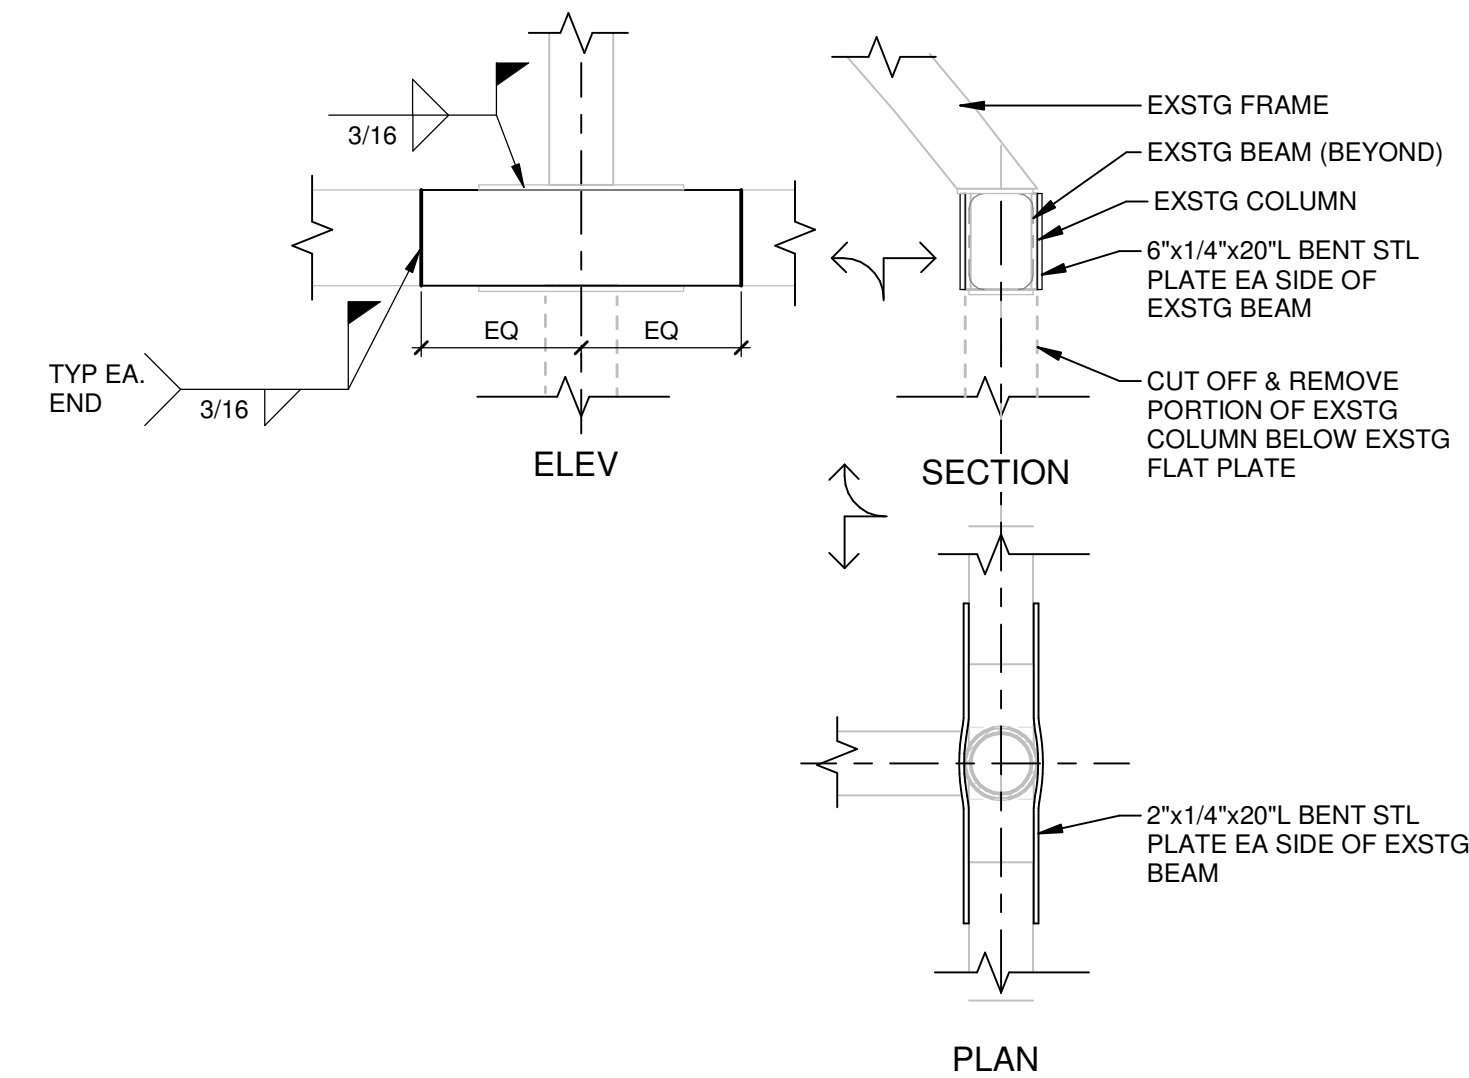 3/16
TYP EA.
END
3/16
EQ
EQ
ELEV
EXSTG FRAME
EXSTG BEAM (BEYOND)
EXSTG COLUMN
6"x1/4"x20"L BENT STL
PLATE EA SIDE OF
EXSTG BEAM
CUT OFF & REMOVE
PORTION OF EXSTG
COLUMN BELOW EXSTG
FLAT PLATE
SECTION
2"x1/4"x20"L BENT STL
PLATE EA SIDE OF EXSTG
BEAM
PLAN